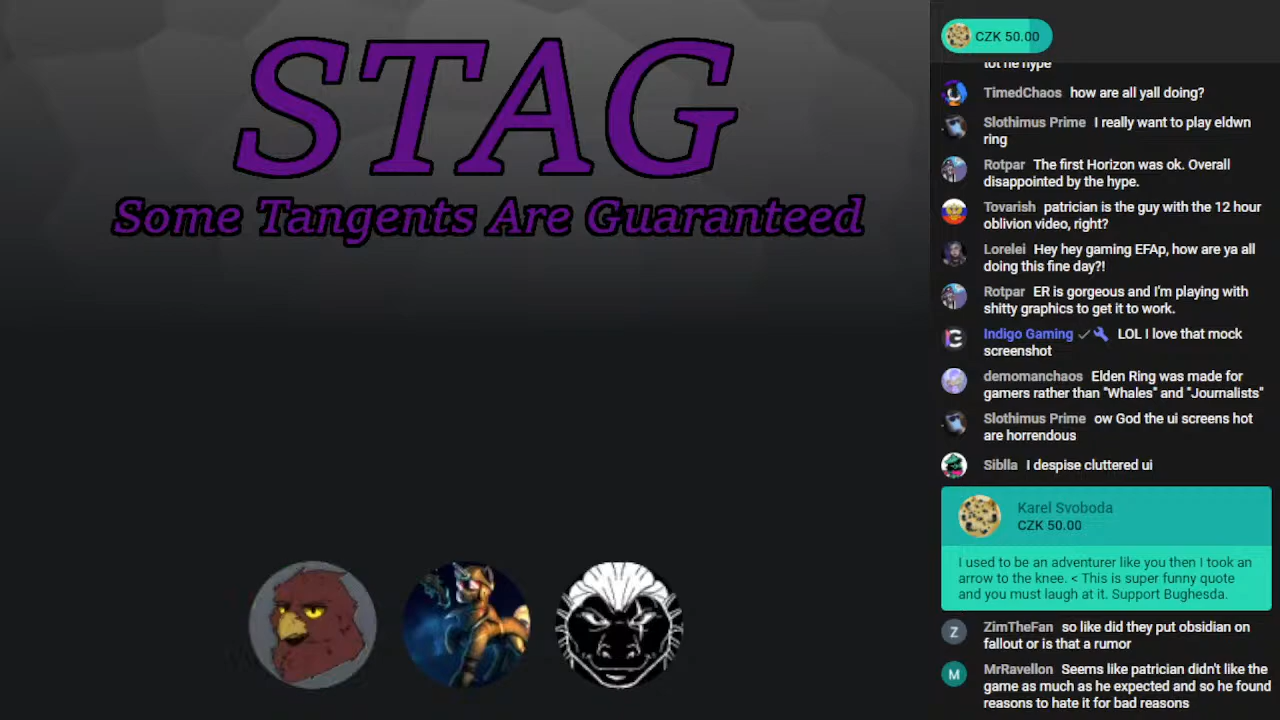 STAG
Some Tangents Are Guaranteed
CZK 50.00
tot he hype
TimedChaos how are all yall doing?
Slothimus Prime I really want to play eldwn
ring
Rotpar The first Horizon was ok. Overall
disappointed by the hype.
Tovarish patrician is the guy with the 12 hour
oblivion video, right?
Lorelei Hey hey gaming EFAp, how are ya all
doing this fine day?!
Rotpar ER is gorgeous and I'm playing with
shitty graphics to get it to work.
Indigo Gaming LOL I love that mock
screenshot
demomanchaos Elden Ring was made for
gamers rather than "Whales" and "Journalists"
Slothimus Prime ow God the ui screens hot
are horrendous
Siblla I despise cluttered ui
Karel Svoboda
CZK 50.00
I used to be an adventurer like you then I took an
arrow to the knee. < This is super funny quote
and you must laugh at it. Support Bughesda.
Z
ZimTheFan so like did they put obsidian on
fallout or is that a rumor
M
MrRavellon Seems like patrician didn't like the
game as much as he expected and so he found
reasons to hate it for bad reasons